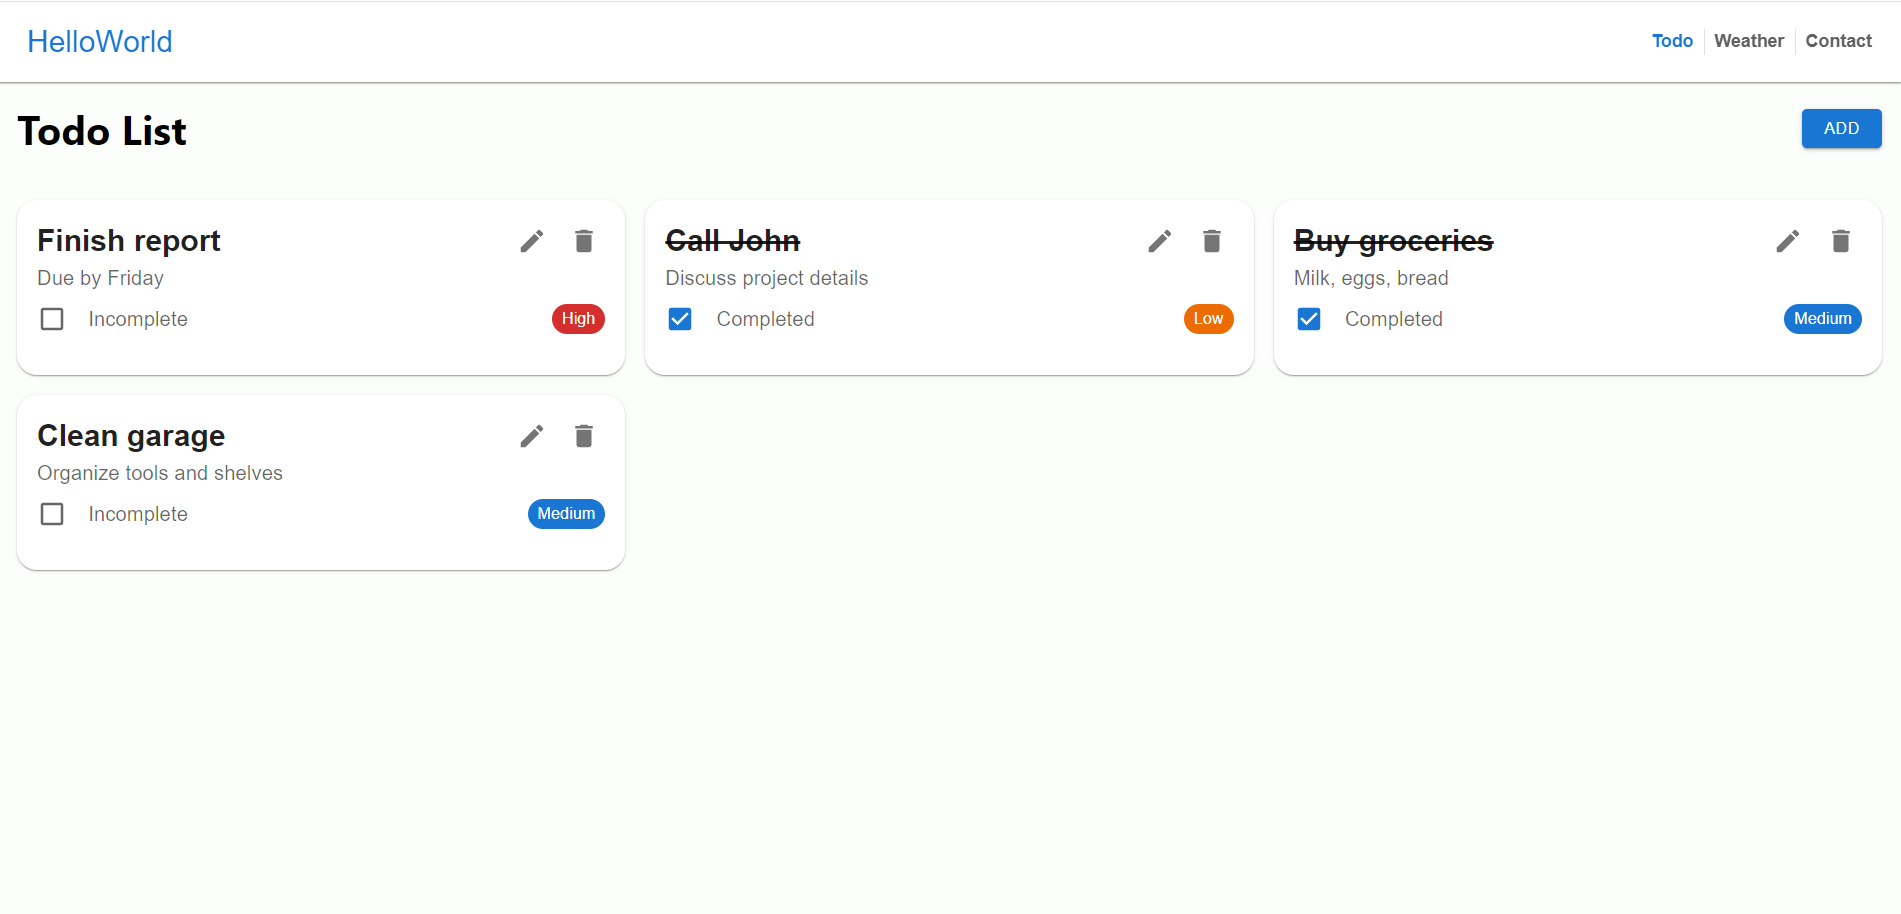 HelloWorld
Todo Weather Contact
Todo List
ADD
Finish report
Due by Friday
Incomplete
High
Call John
Discuss project details
Completed
Low
Buy groceries
Milk, eggs, bread
Completed
Medium
Clean garage
Organize tools and shelves
Incomplete
Medium